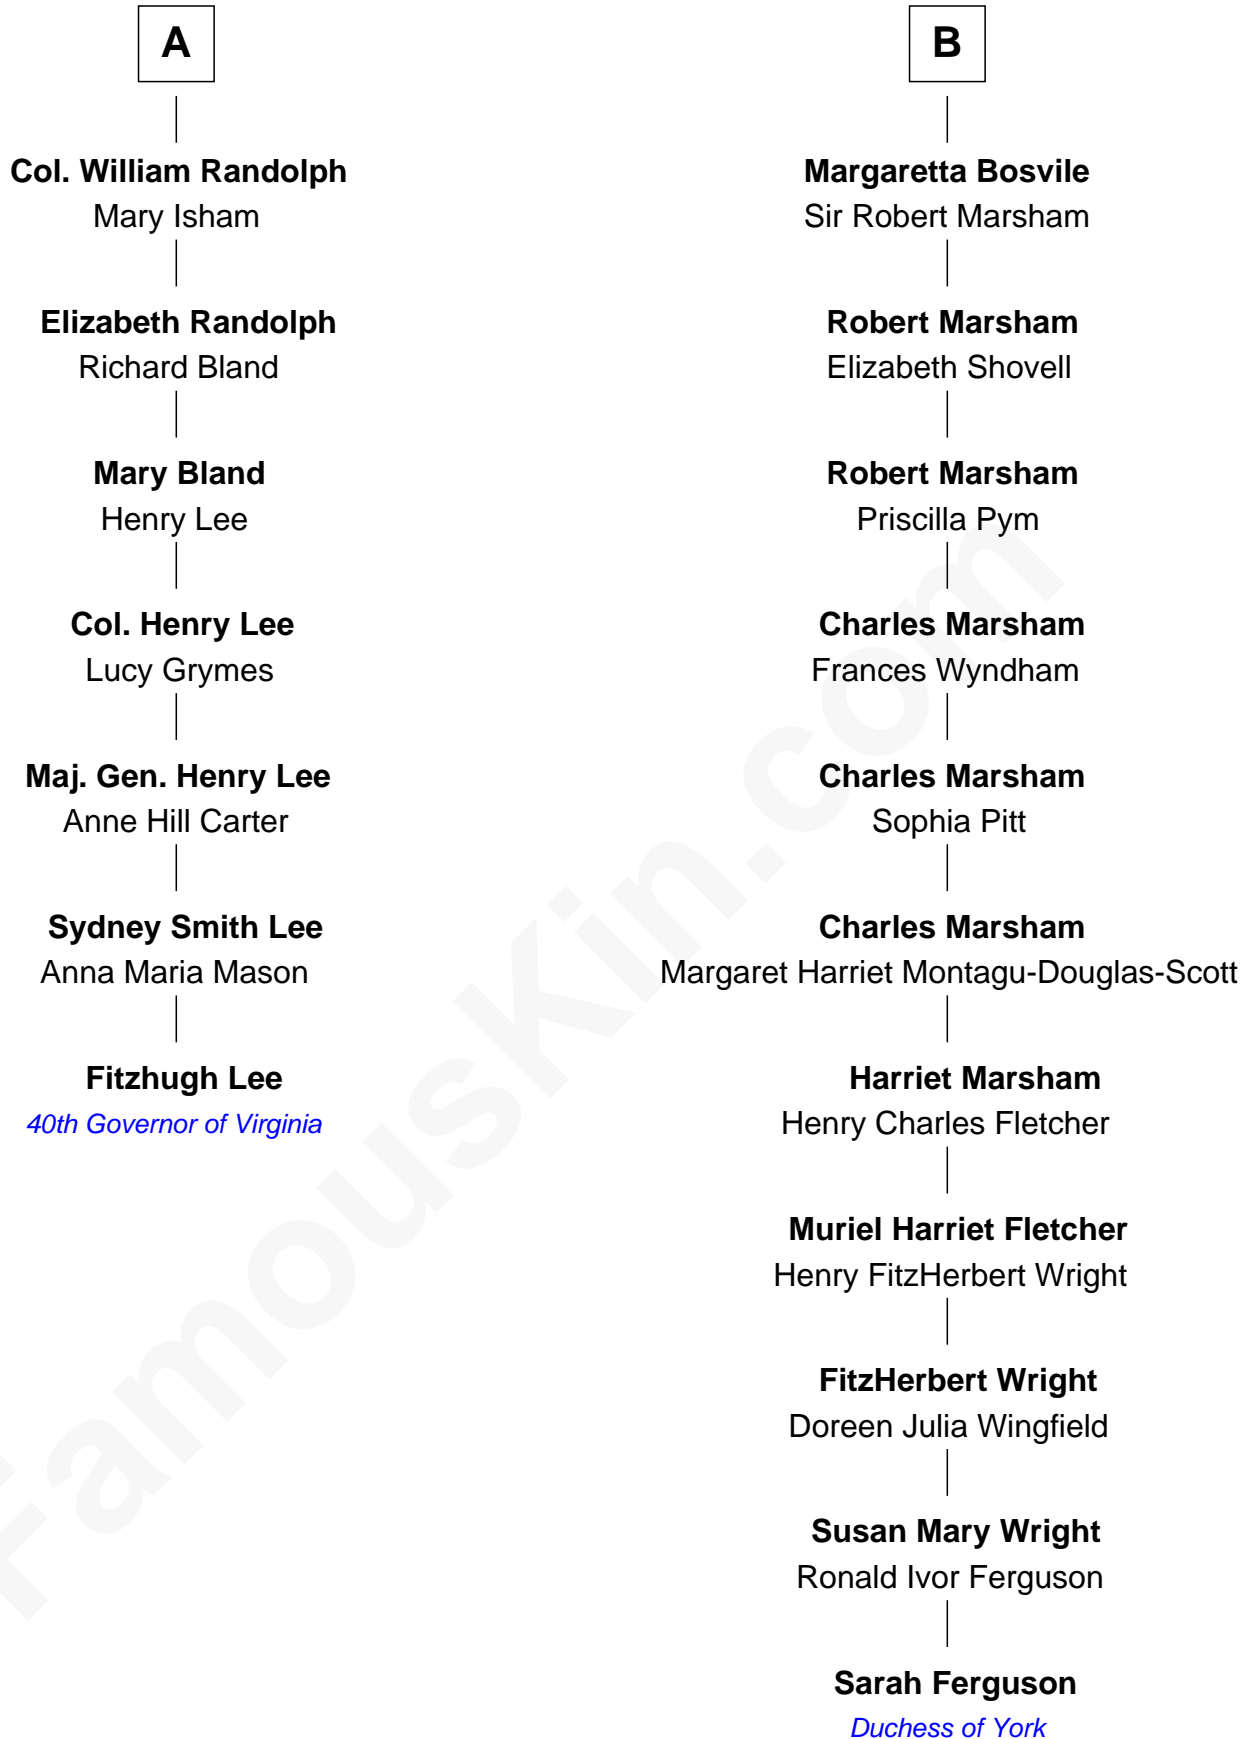 A
Col. William Randolph
Mary Isham
Elizabeth Randolph
Richard Bland
Mary Bland
Henry Lee
Col. Henry Lee
Lucy Grymes
Maj. Gen. Henry Lee
Anne Hill Carter
Sydney Smith Lee
Anna Maria Mason
Fitzhugh Lee
40th Governor of Virginia
B
Margaretta Bosvile
Sir Robert Marsham
Robert Marsham
Elizabeth Shovell
Robert Marsham
Priscilla Pym
Charles Marsham
Frances Wyndham
Charles Marsham
Sophia Pitt
Charles Marsham
Margaret Harriet Montagu-Douglas-Scott
Harriet Marsham
Henry Charles Fletcher
Muriel Harriet Fletcher
Henry FitzHerbert Wright
FitzHerbert Wright
Doreen Julia Wingfield
Susan Mary Wright
Ronald Ivor Ferguson
Sarah Ferguson
Duchess of York
FamousKin.com